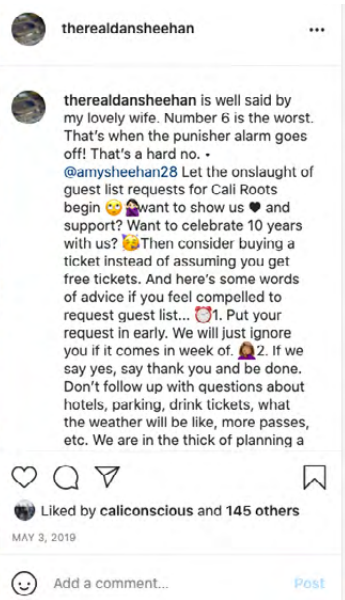 therealdansheehan
•••
therealdansheehan is well said by
my lovely wife. Number 6 is the worst.
That's when the punisher alarm goes
off! That's a hard no. •
@amysheehan28 Let the onslaught of
guest list requests for Cali Roots
begin 🙄🤦🏻‍♀️want to show us 🖤 and
support? Want to celebrate 10 years
with us? 🥳Then consider buying a
ticket instead of assuming you get
free tickets. And here's some words
of advice if you feel compelled to
request guest list... ⏰1. Put your
request in early. We will just ignore
you if it comes in week of. 🤷🏽‍♀️2. If we
say yes, say thank you and be done.
Don't follow up with questions about
hotels, parking, drink tickets, what
the weather will be like, more passes,
etc. We are in the thick of planning a
Liked by caliconscious and 145 others
MAY 3, 2019
Add a comment...
Post